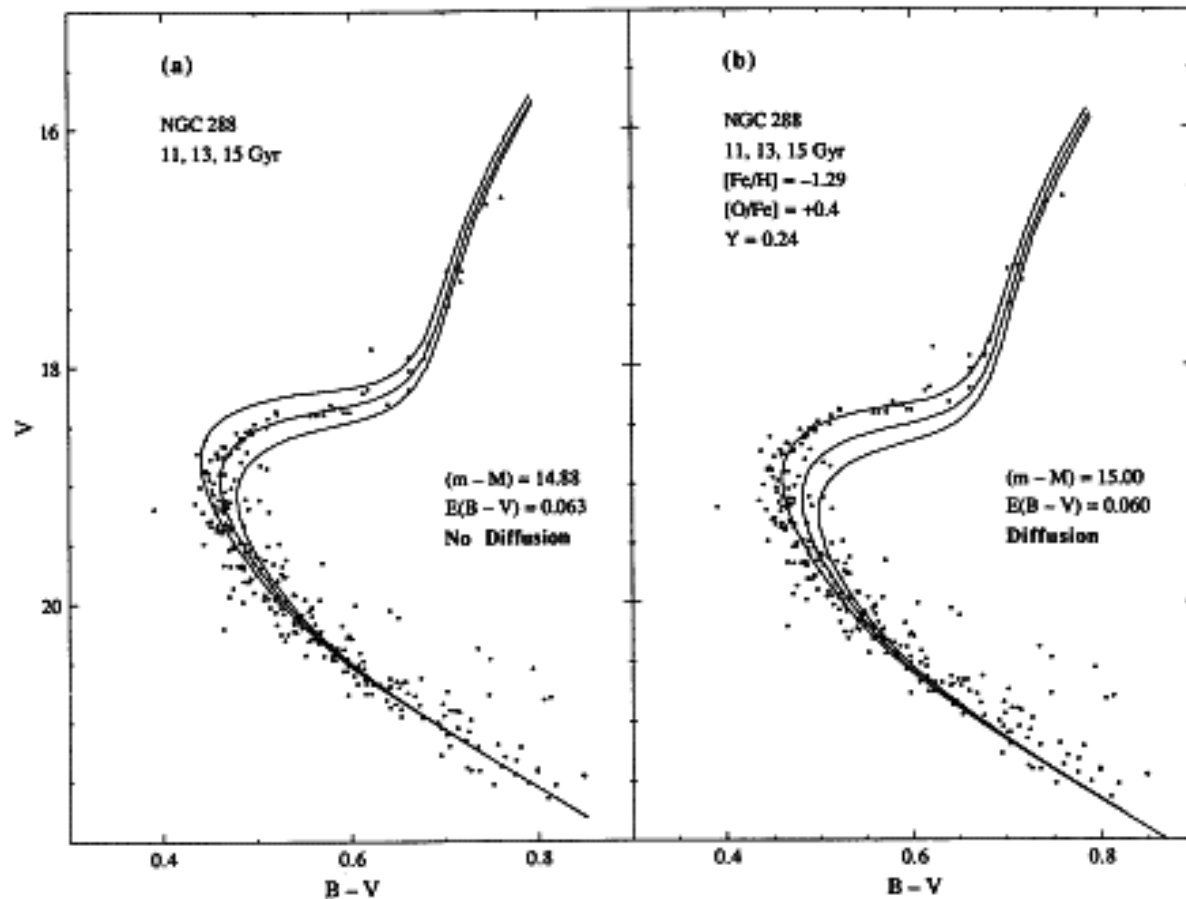 (a)
NGC 288
11, 13, 15 Gyr
(m – M) = 14.88
E(B – V) = 0.063
No Diffusion
(b)
NGC 288
11, 13, 15 Gyr
[Fe/H] = –1.29
[O/Fe] = +0.4
Y = 0.24
(m – M) = 15.00
E(B – V) = 0.060
Diffusion
16
18
20
V
0.4
0.6
0.8
0.4
0.6
0.8
B – V
B – V